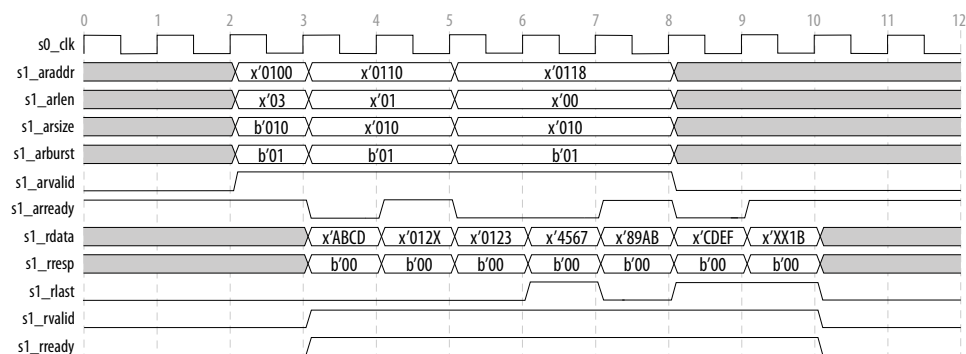 0 1 2 3 4 5 6 7 8 9 10 11 12
s0_clk
s1_araddr x'0100 x'0110 x'0118
s1_arlen x'03 x'01 x'00
s1_arsize b'010 x'010 x'010
s1_arburst b'01 b'01 b'01
s1_arvalid
s1_arready
s1_rdata x'ABCD x'012X x'0123 x'4567 x'89AB x'CDEF x'XX1B
s1_rresp b'00 b'00 b'00 b'00 b'00 b'00 b'00
s1_rlast
s1_rvalid
s1_rready